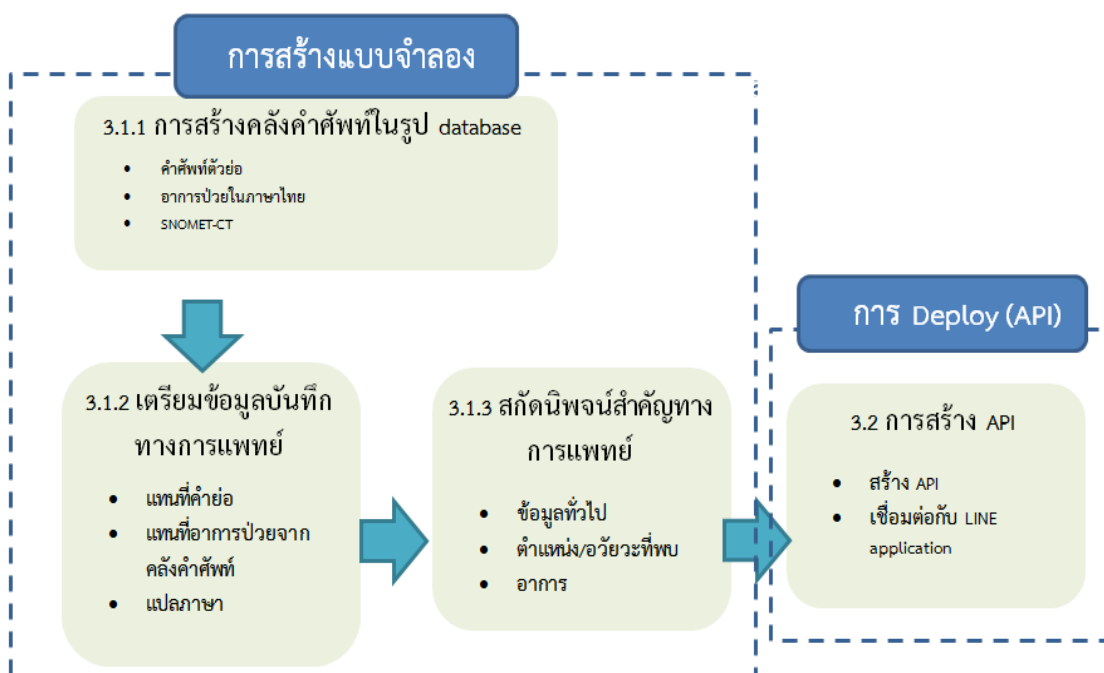 การสร้างแบบจำลอง
3.1.1 การสร้างคลังคำศัพท์ในรูป database
• คำศัพท์ตัวย่อ
• อาการป่วยในภาษาไทย
• SNOMET-CT
3.1.2 เตรียมข้อมูลบันทึก
ทางการแพทย์
• แทนที่คำย่อ
• แทนที่อาการป่วยจาก
คลังคำศัพท์
• แปลภาษา
3.1.3 สกัดนิพจน์สำคัญทาง
การแพทย์
• ข้อมูลทั่วไป
• ตำแหน่ง/อวัยวะที่พบ
• อาการ
การ Deploy (API)
3.2 การสร้าง API
• สร้าง API
• เชื่อมต่อกับ LINE
application